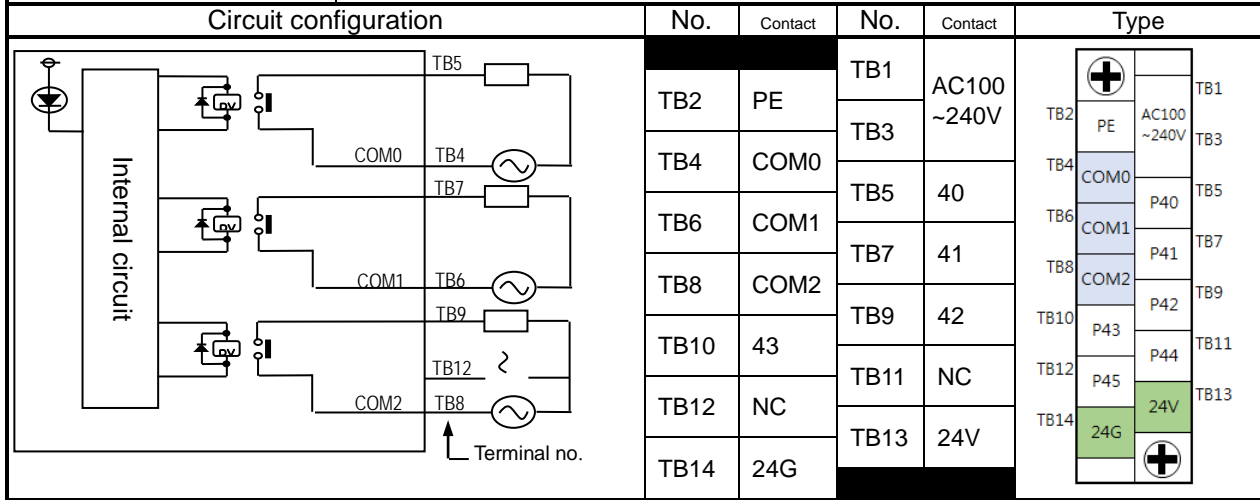 Circuit configuration
No. Contact No. Contact Type
Internal circuit
DV
TB5
COM0 TB4
DV
TB7
COM1 TB6
DV
TB9
TB12
COM2 TB8
Terminal no.
TB2 PE
TB4 COM0
TB6 COM1
TB8 COM2
TB10 43
TB12 NC
TB14 24G
TB1 AC100
~240V
TB3
TB5 40
TB7 41
TB9 42
TB11 NC
TB13 24V
TB2 PE
TB4 COM0
TB6 COM1
TB8 COM2
TB10 P43
TB12 P45
TB14 24G
AC100 TB1
~240V TB3
P40 TB5
P41 TB7
P42 TB9
P44 TB11
24V TB13